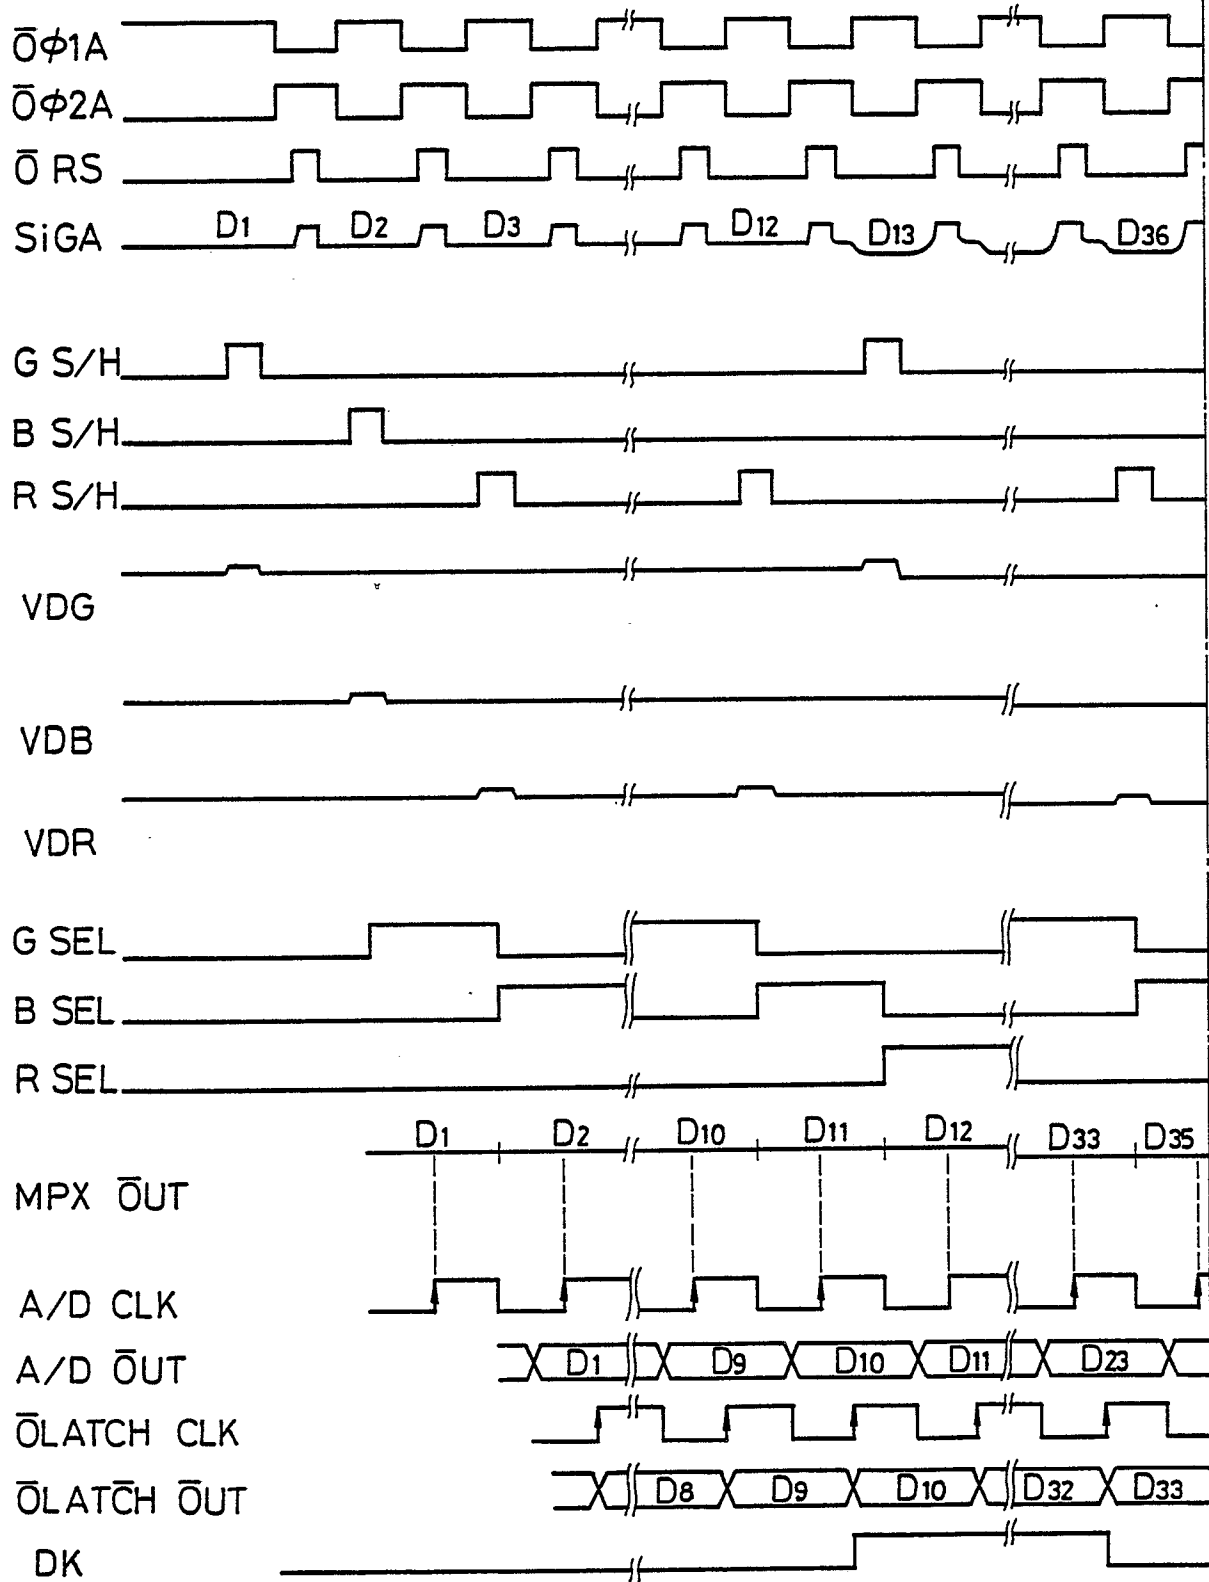 Ōϕ1A
Ōϕ2A
Ō RS
SiGA D1 D2 D3 D12 D13 D36
G S/H
B S/H
R S/H
VDG
VDB
VDR
G SEL
B SEL
R SEL
D1 D2 D10 D11 D12 D33 D35
MPX ŌUT
A/D CLK
A/D ŌUT D1 D9 D10 D11 D23
ŌLATCH CLK
ŌLATC̄H ŌUT D8 D9 D10 D32 D33
DK